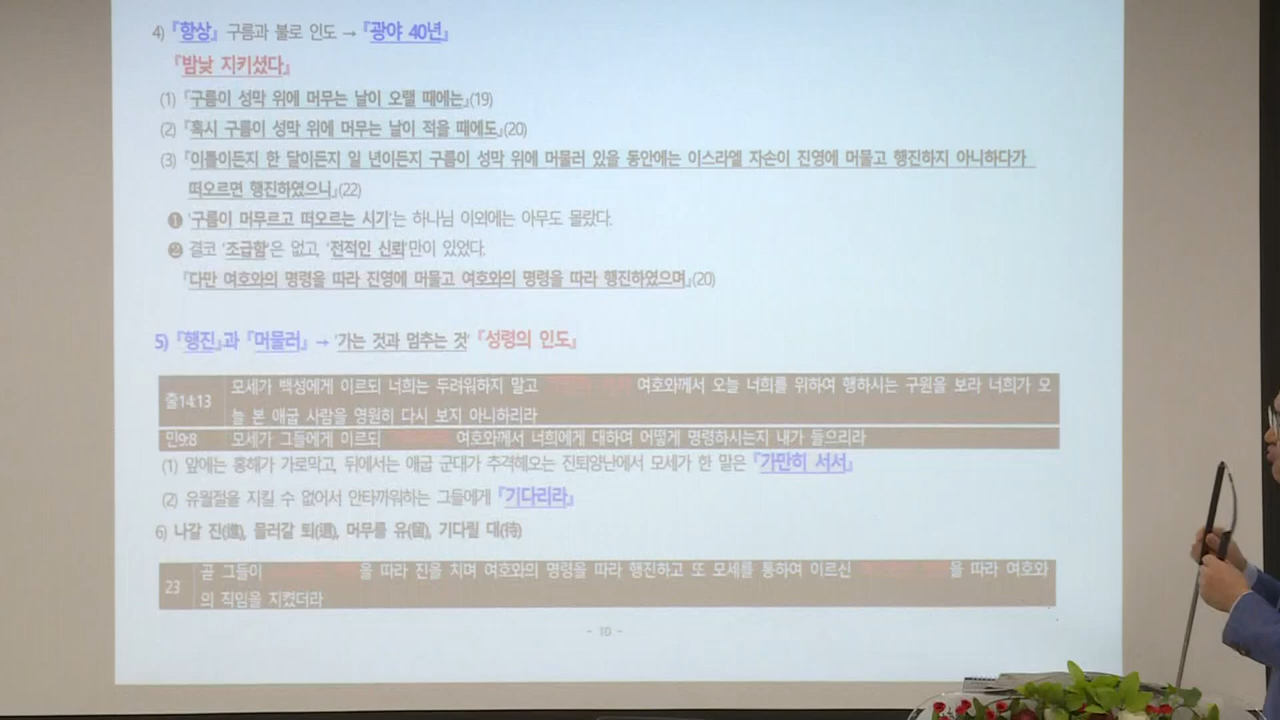 4) 『항상』 구름과 불로 인도 → 『광야 40년』
『밤낮 지키셨다』
(1) 『구름이 성막 위에 머무는 날이 오랠 때에는』(19)
(2) 『혹시 구름이 성막 위에 머무는 날이 적을 때에도』(20)
(3) 『이틀이든지 한 달이든지 일 년이든지 구름이 성막 위에 머물러 있을 동안에는 이스라엘 자손이 진영에 머물고 행진하지 아니하다가
떠오르면 행진하였으니』(22)
❶ '구름이 머무르고 떠오르는 시기'는 하나님 이외에는 아무도 몰랐다.
❷ 결코 '조급함'은 없고, '전적인 신뢰'만이 있었다.
『다만 여호와의 명령을 따라 진영에 머물고 여호와의 명령을 따라 행진하였으며』(20)
5) 『행진』과 『머물러』 → '가는 것과 멈추는 것' 『성령의 인도』
출14:13 모세가 백성에게 이르되 너희는 두려워하지 말고 여호와께서 오늘 너희를 위하여 행하시는 구원을 보라 너희가 오
늘 본 애굽 사람을 영원히 다시 보지 아니하리라
민9:8 모세가 그들에게 이르되 여호와께서 너희에게 대하여 어떻게 명령하시는지 내가 들으리라
(1) 앞에는 홍해가 가로막고, 뒤에서는 애굽 군대가 추격해오는 진퇴양난에서 모세가 한 말은 『가만히 서서』
(2) 유월절을 지킬 수 없어서 안타까워하는 그들에게 『기다리라』
6) 나갈 진(進), 물러갈 퇴(退), 머무를 유(留), 기다릴 대(待)
23 곧 그들이 을 따라 진을 치며 여호와의 명령을 따라 행진하고 또 모세를 통하여 이르신 을 따라 여호와
의 직임을 지켰더라
- 10 -